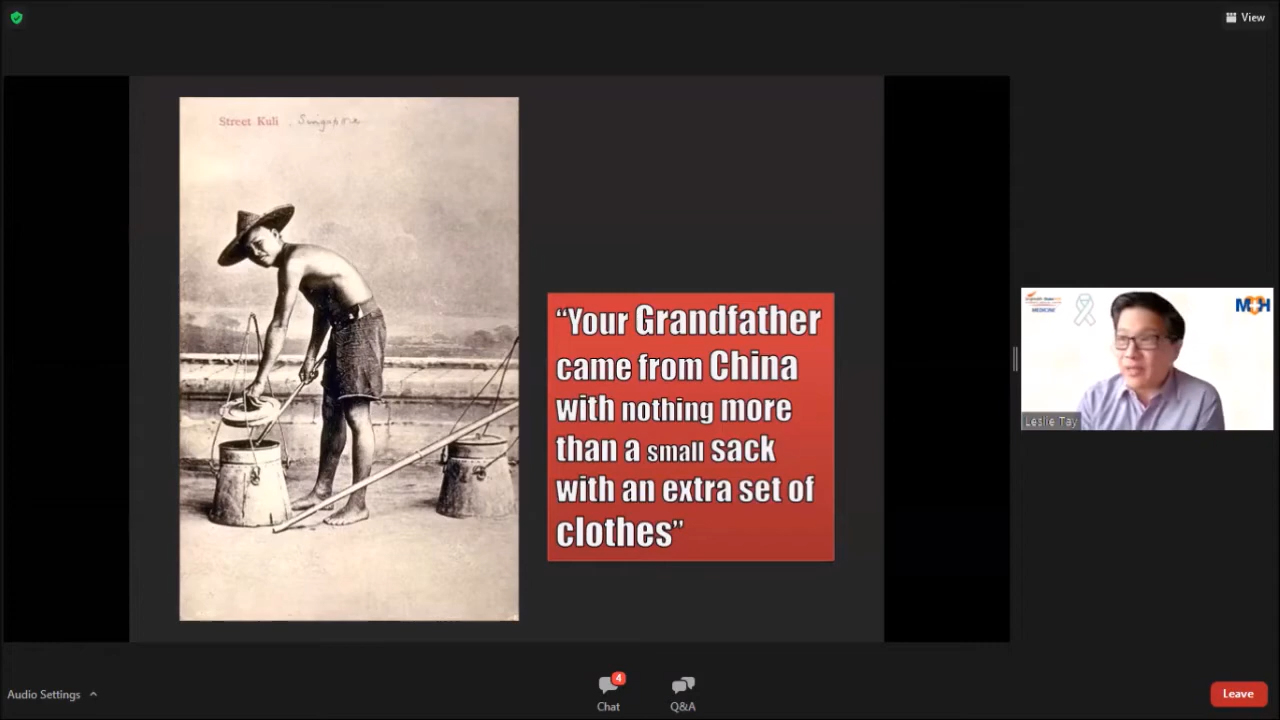 View
Street Kuli . Singapore
“Your Grandfather
came from China
with nothing more
than a small sack
with an extra set of
clothes”
MEDICINE
Leslie Tay
Audio Settings
4
Chat
Q&A
Leave